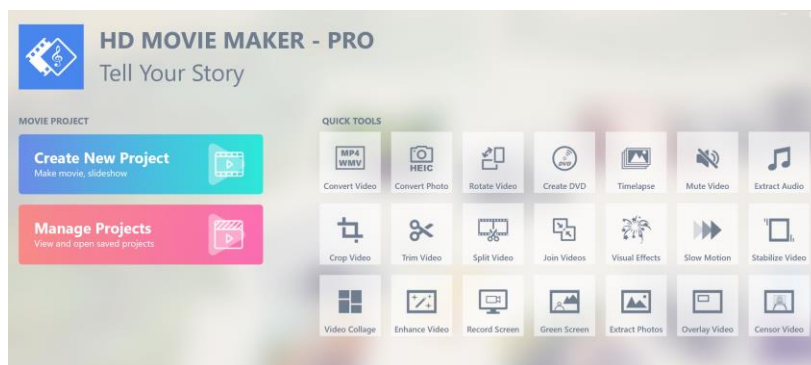 HD MOVIE MAKER - PRO
Tell Your Story
MOVIE PROJECT
Create New Project
Make movie, slideshow
Manage Projects
View and open saved projects
QUICK TOOLS
MP4
WMV
HEIC
DVD
Convert Video Convert Photo Rotate Video Create DVD Timelapse Mute Video Extract Audio
Crop Video Trim Video Split Video Join Videos Visual Effects Slow Motion Stabilize Video
Video Collage Enhance Video Record Screen Green Screen Extract Photos Overlay Video Censor Video